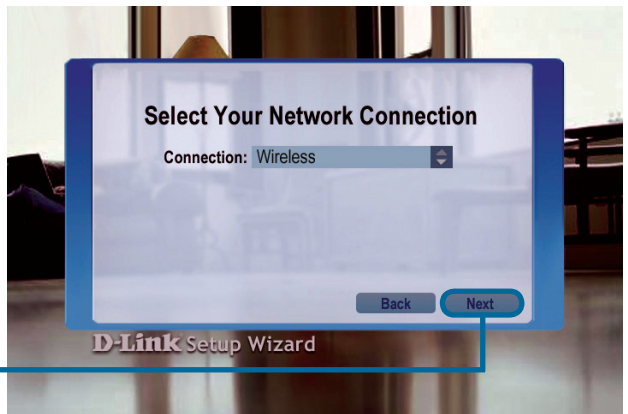 Select Your Network Connection
Connection: Wireless
Back Next
D-Link Setup Wizard